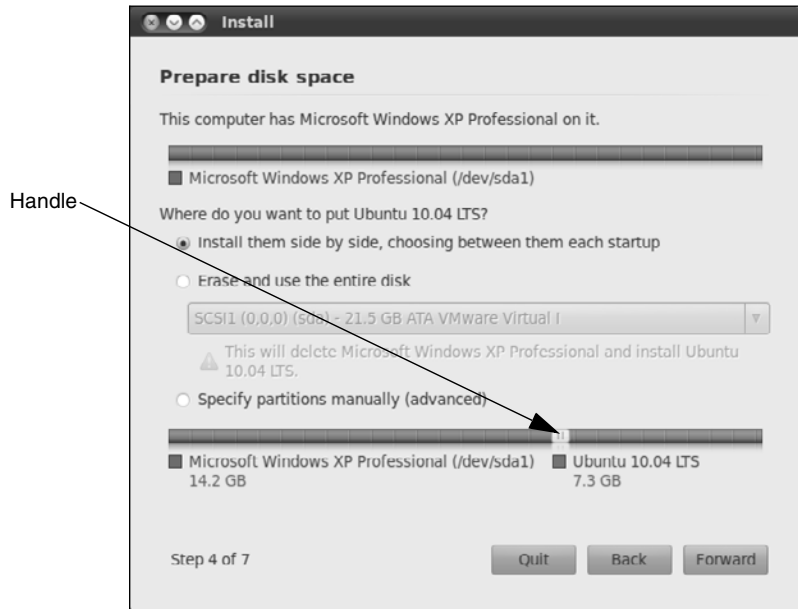 Install
Prepare disk space
This computer has Microsoft Windows XP Professional on it.
Microsoft Windows XP Professional (/dev/sda1)
Handle
Where do you want to put Ubuntu 10.04 LTS?
Install them side by side, choosing between them each startup
Erase and use the entire disk
SCSI1 (0,0,0) (sda) - 21.5 GB ATA VMware Virtual I
This will delete Microsoft Windows XP Professional and install Ubuntu
10.04 LTS.
Specify partitions manually (advanced)
Microsoft Windows XP Professional (/dev/sda1)
14.2 GB
Ubuntu 10.04 LTS
7.3 GB
Step 4 of 7
Quit
Back
Forward